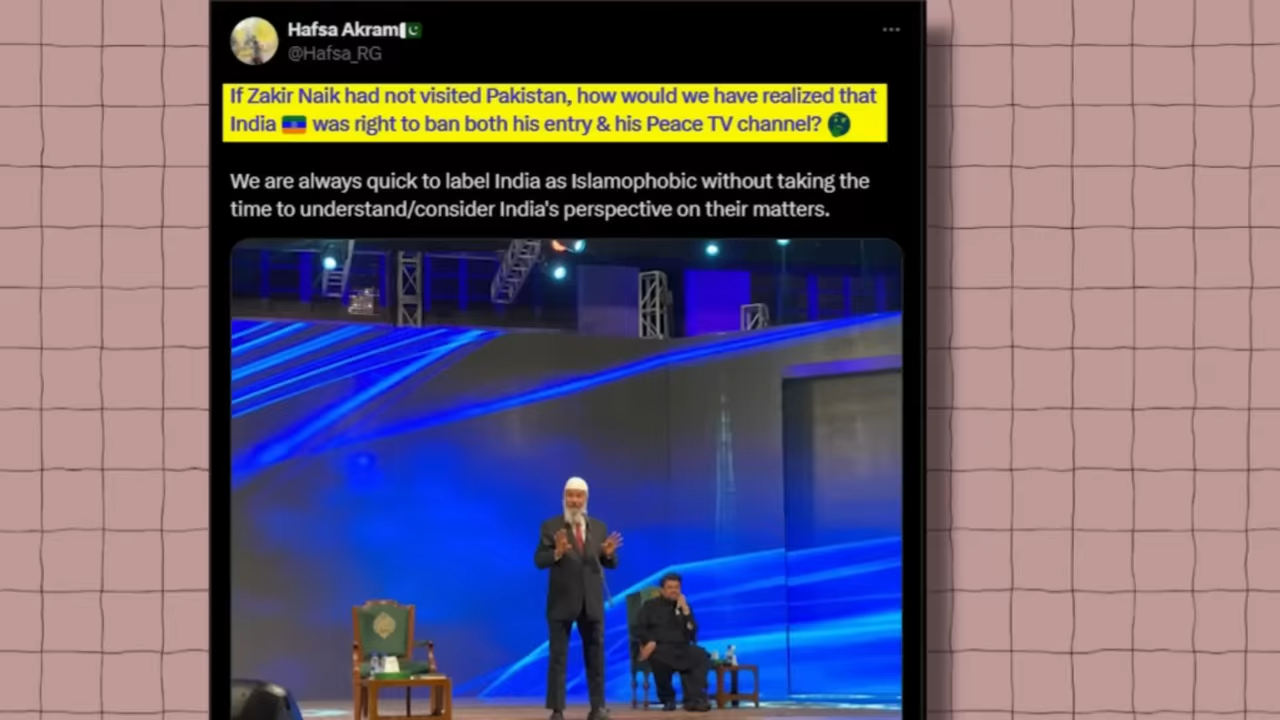 Hafsa Akram🇵🇰
@Hafsa_RG
If Zakir Naik had not visited Pakistan, how would we have realized that
India 🇮🇳 was right to ban both his entry & his Peace TV channel? 🤔
We are always quick to label India as Islamophobic without taking the
time to understand/consider India's perspective on their matters.